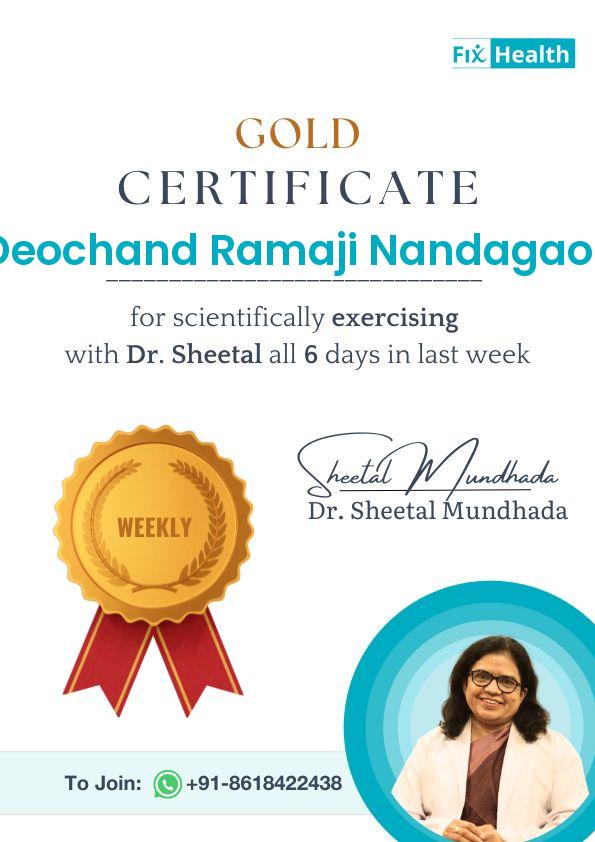 Fix Health
GOLD
CERTIFICATE
Deochand Ramaji Nandagao
for scientifically exercising
with Dr. Sheetal all 6 days in last week
WEEKLY
Sheetal Mundhada
Dr. Sheetal Mundhada
To Join: +91-8618422438